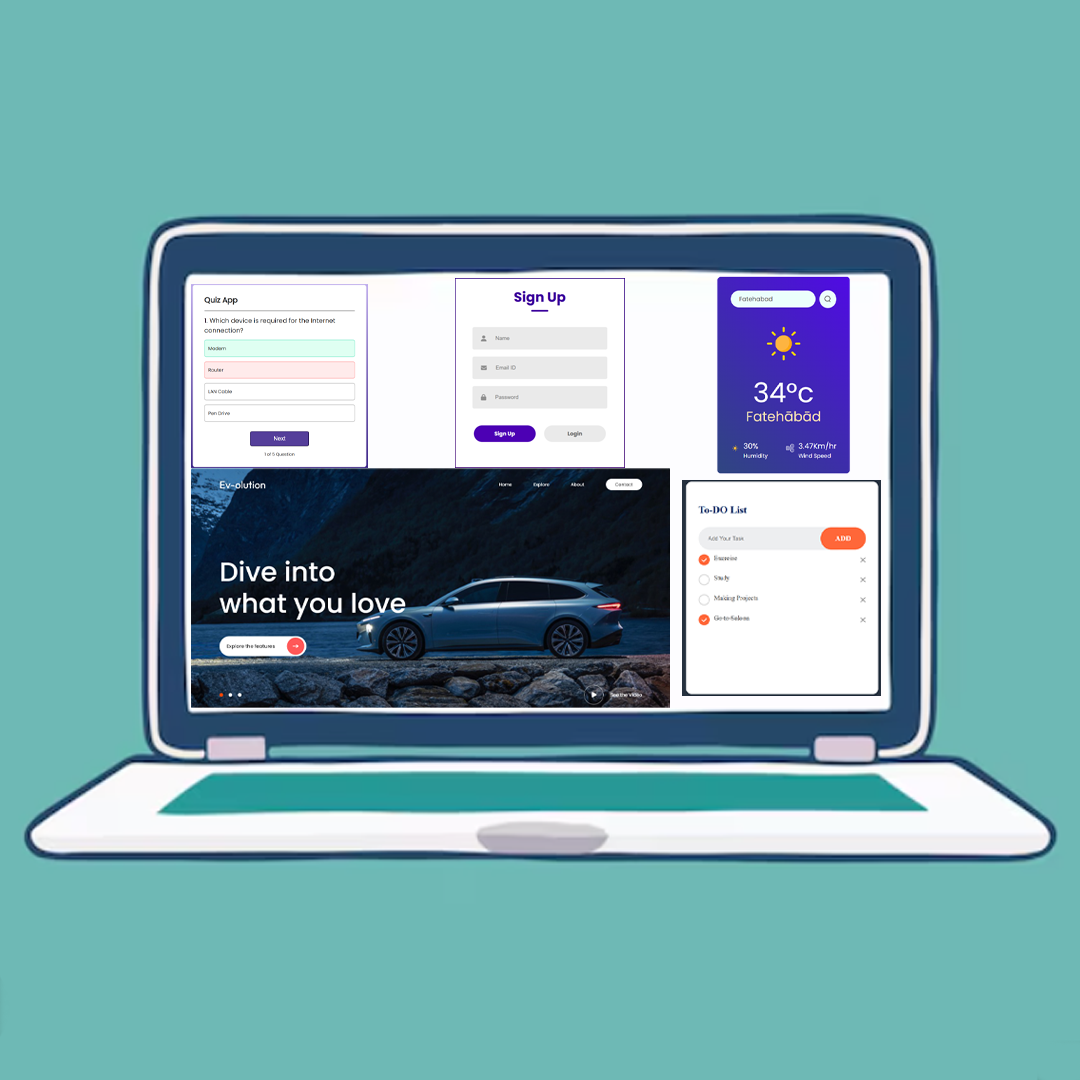 Quiz App
1. Which device is required for the Internet
connection?
Modem
Router
LAN Cable
Pen Drive
Next
1 of 5 Question
Sign Up
Name
Email ID
Password
Sign Up Login
Fatehabad
34°c
Fatehābād
30%
Humidity
3.47Km/hr
Wind Speed
Ev-olution
Home Explore About Contact
Dive into
what you love
Explore the features
See the Video
To-DO List
Add Your Task ADD
Exercise
Study
Making Projects
Go to Saloon